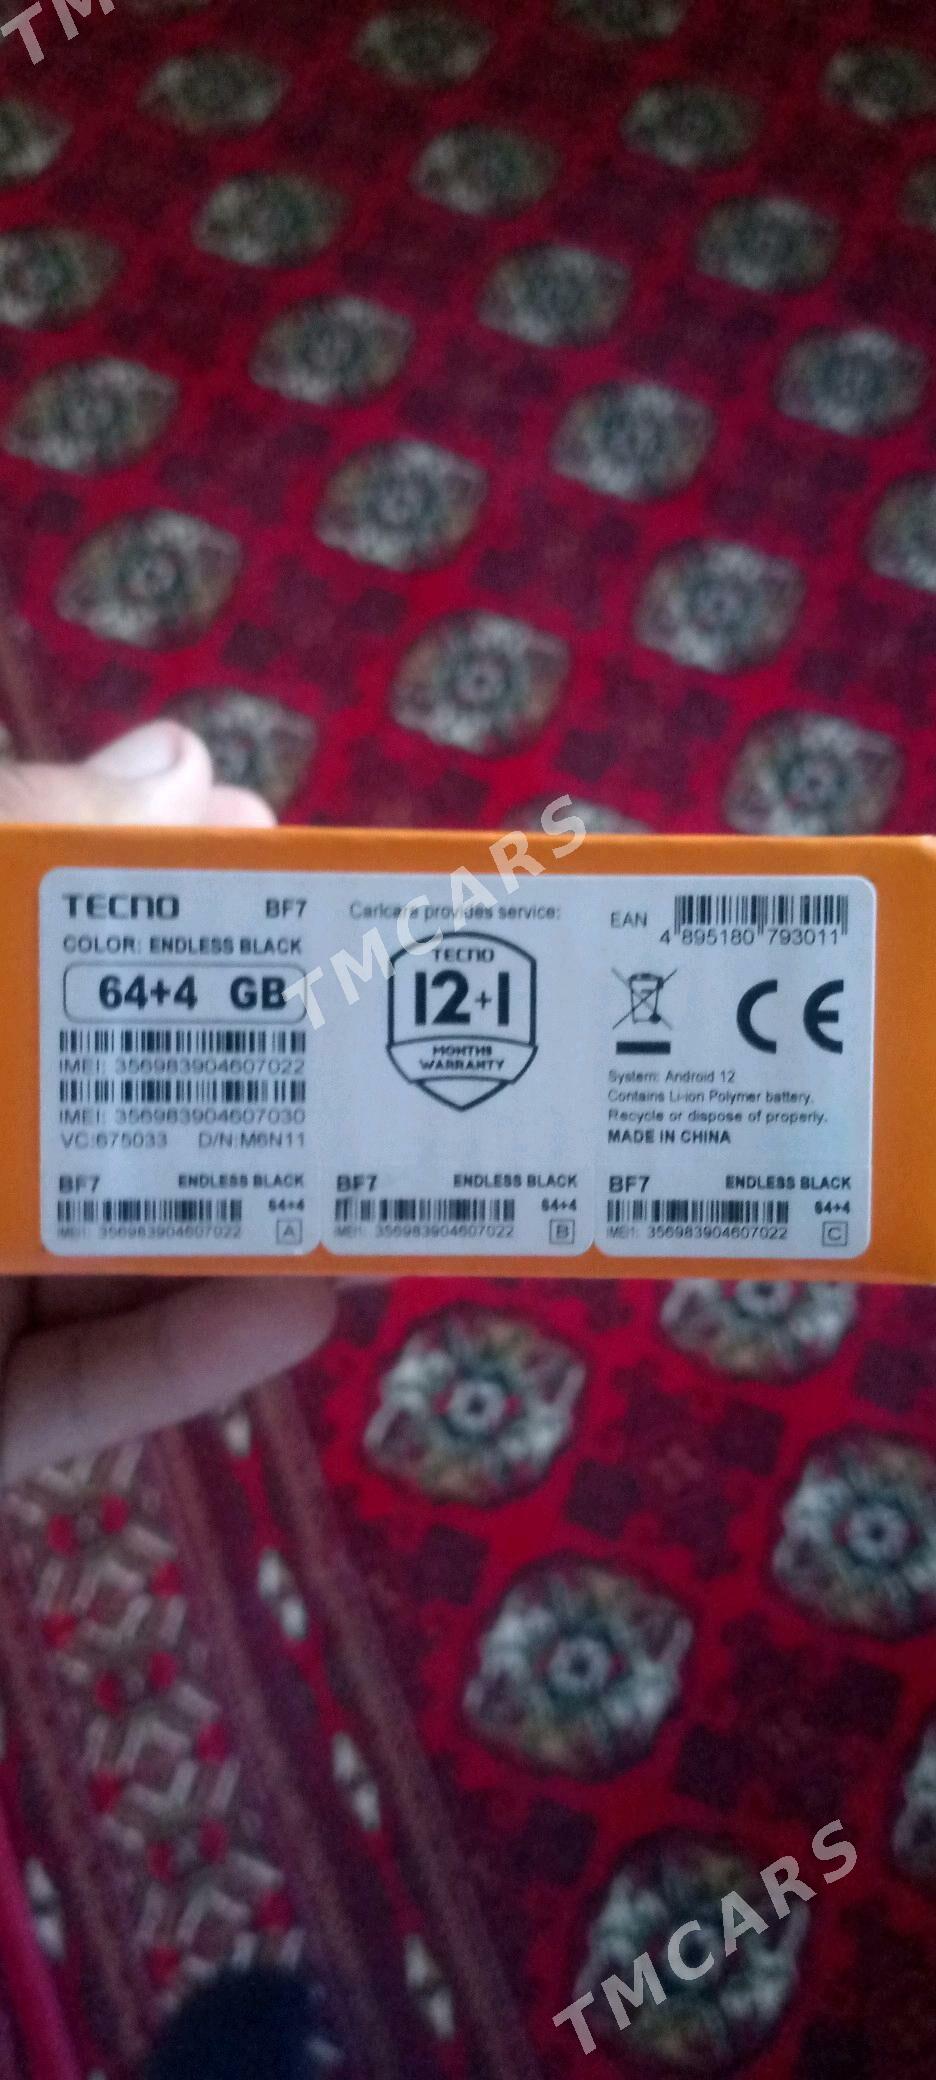 TECNO BF7
COLOR: ENDLESS BLACK
64+4 GB
IMEI: 356983904607022
IMEI: 356983904607030
VC:675033 D/N:M6N11
BF7 ENDLESS BLACK
64+4
IMEI: 356983904607022 A
Carlcare provides service:
TECNO
12+1
MONTHS
WARRANTY
BF7 ENDLESS BLACK
64+4
IMEI: 356983904607022 B
EAN
4 895180 793011
CE
System: Android 12
Contains Li-ion Polymer battery.
Recycle or dispose of properly.
MADE IN CHINA
BF7 ENDLESS BLACK
64+4
IMEI: 356983904607022 C
TM
TMCARS
TMCARS